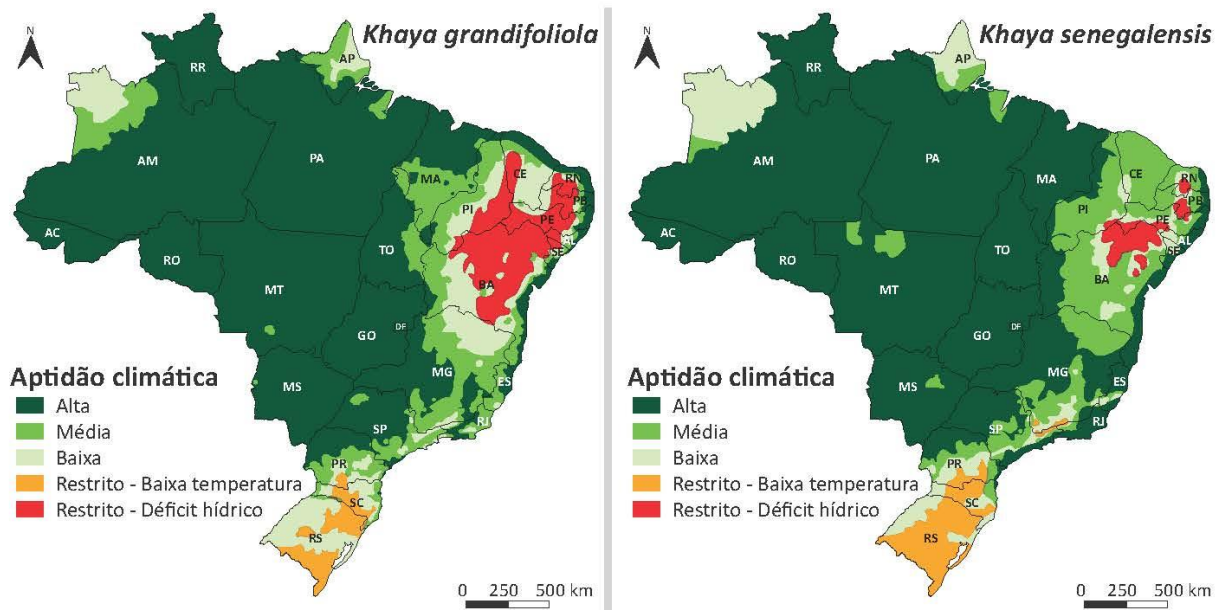 N
Khaya grandifoliola
RR
AP
AM
PA
MA
CE
RN
PB
PI
PE
AL
SE
AC
RO
TO
BA
MT
GO
DF
MG
ES
MS
SP
RJ
PR
SC
RS
Aptidão climática
Alta
Média
Baixa
Restrito - Baixa temperatura
Restrito - Déficit hídrico
0 250 500 km
N
Khaya senegalensis
RR
AP
AM
PA
MA
CE
RN
PB
PI
PE
AL
SE
AC
RO
TO
BA
MT
GO
DF
MG
ES
MS
SP
RJ
PR
SC
RS
Aptidão climática
Alta
Média
Baixa
Restrito - Baixa temperatura
Restrito - Déficit hídrico
0 250 500 km